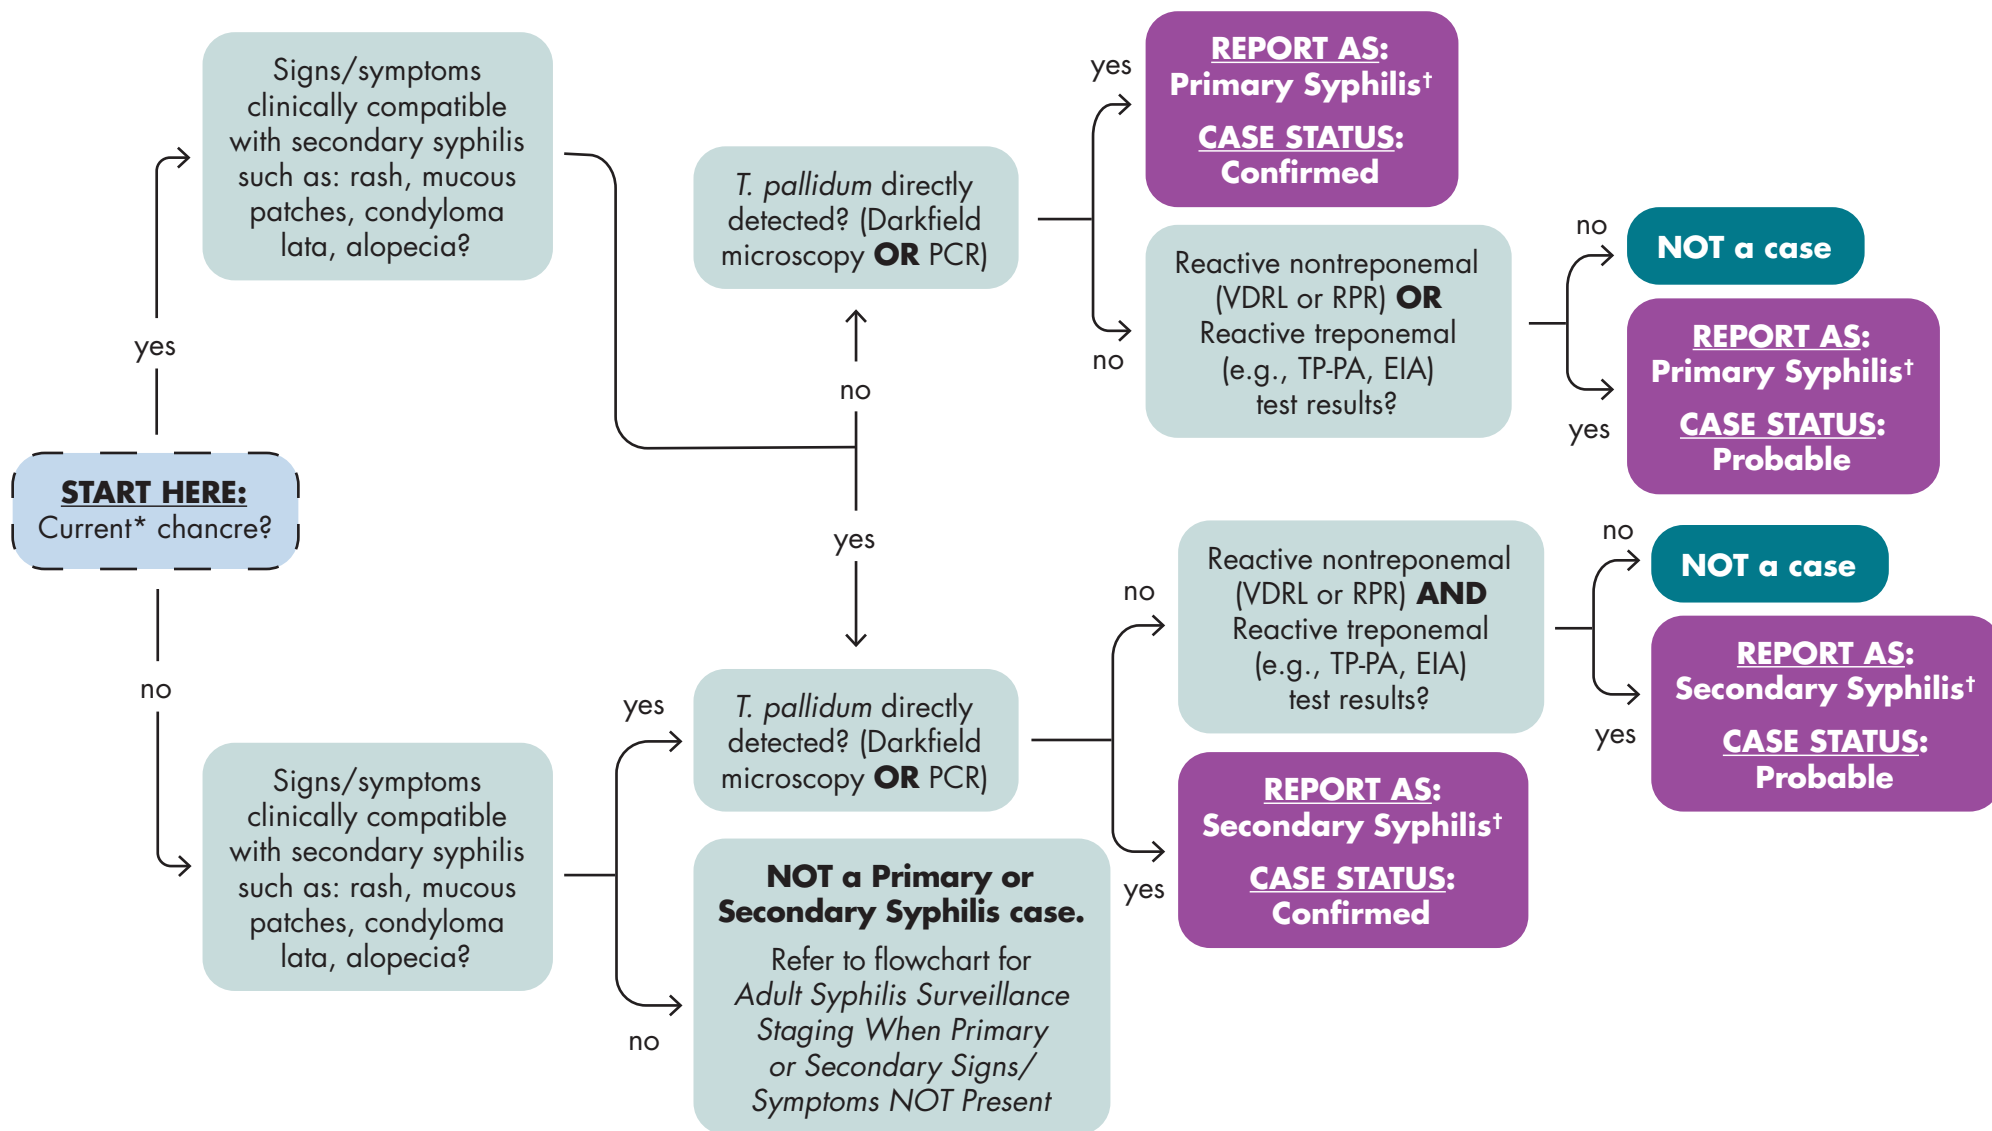 START HERE:
Current* chancre?
yes
no
Signs/symptoms
clinically compatible
with secondary syphilis
such as: rash, mucous
patches, condyloma
lata, alopecia?
no
yes
T. pallidum directly
detected? (Darkfield
microscopy OR PCR)
yes
no
REPORT AS:
Primary Syphilis†
CASE STATUS:
Confirmed
Reactive nontreponemal
(VDRL or RPR) OR
Reactive treponemal
(e.g., TP-PA, EIA)
test results?
no
yes
NOT a case
REPORT AS:
Primary Syphilis†
CASE STATUS:
Probable
Signs/symptoms
clinically compatible
with secondary syphilis
such as: rash, mucous
patches, condyloma
lata, alopecia?
yes
no
T. pallidum directly
detected? (Darkfield
microscopy OR PCR)
NOT a Primary or
Secondary Syphilis case.
Refer to flowchart for
Adult Syphilis Surveillance
Staging When Primary
or Secondary Signs/
Symptoms NOT Present
no
yes
Reactive nontreponemal
(VDRL or RPR) AND
Reactive treponemal
(e.g., TP-PA, EIA)
test results?
REPORT AS:
Secondary Syphilis†
CASE STATUS:
Confirmed
no
yes
NOT a case
REPORT AS:
Secondary Syphilis†
CASE STATUS:
Probable